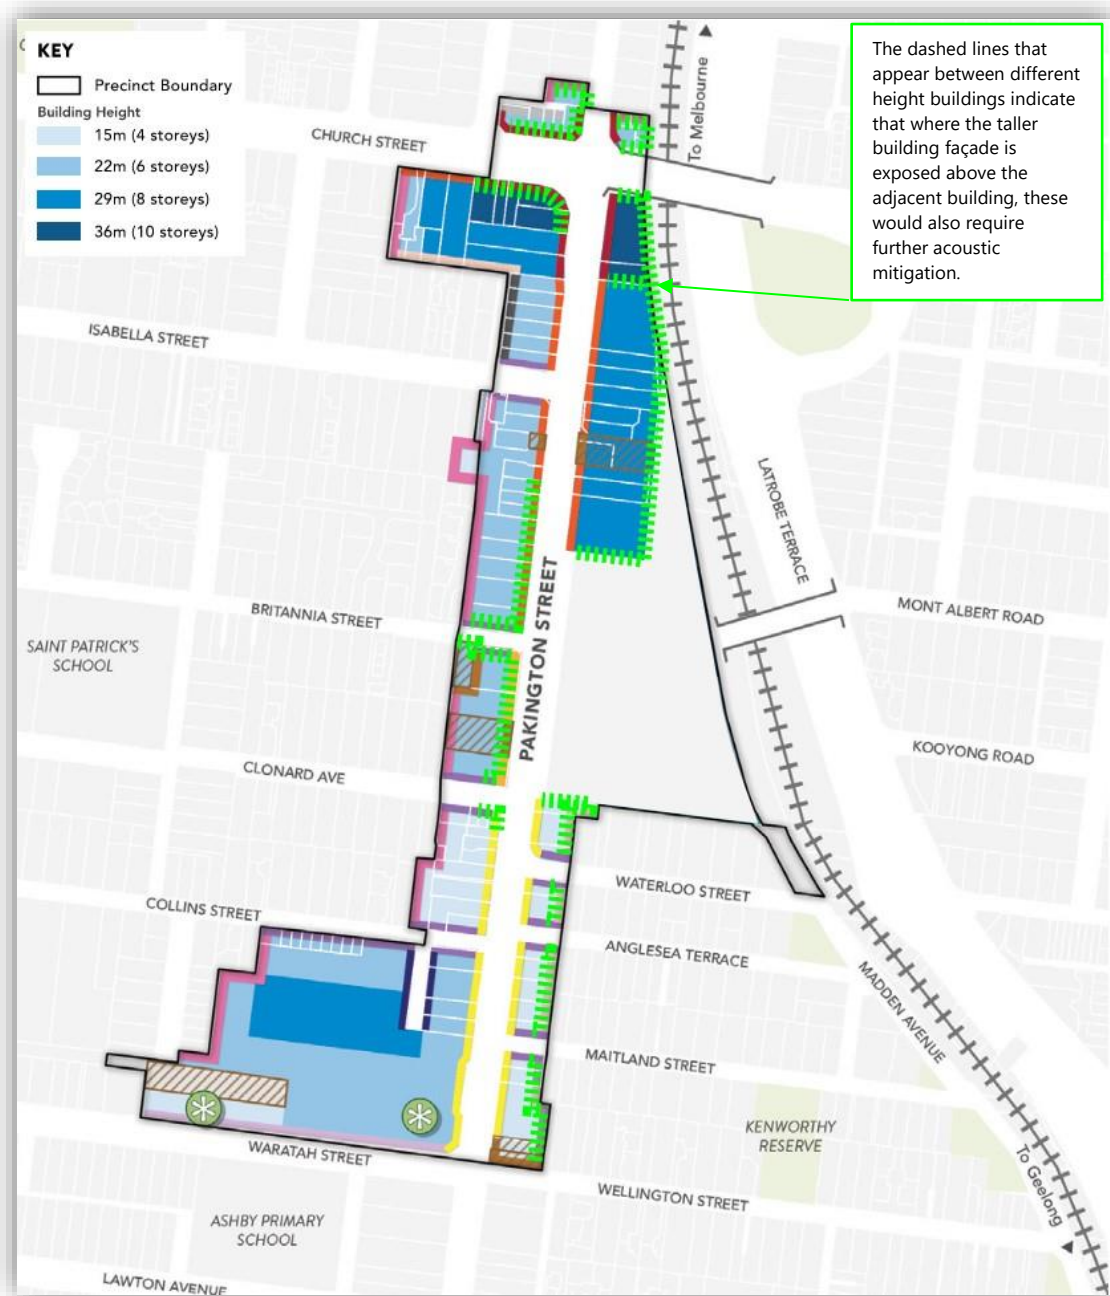 KEY
Precinct Boundary
Building Height
15m (4 storeys)
22m (6 storeys)
29m (8 storeys)
36m (10 storeys)
The dashed lines that
appear between different
height buildings indicate
that where the taller
building façade is
exposed above the
adjacent building, these
would also require
further acoustic
mitigation.
To Melbourne
CHURCH STREET
ISABELLA STREET
LATROBE TERRACE
PAKINGTON STREET
BRITANNIA STREET
MONT ALBERT ROAD
SAINT PATRICK'S
SCHOOL
KOOYONG ROAD
CLONARD AVE
WATERLOO STREET
COLLINS STREET
ANGLESEA TERRACE
MADDEN AVENUE
MAITLAND STREET
KENWORTHY
RESERVE
WARATAH STREET
To Geelong
WELLINGTON STREET
ASHBY PRIMARY
SCHOOL
LAWTON AVENUE